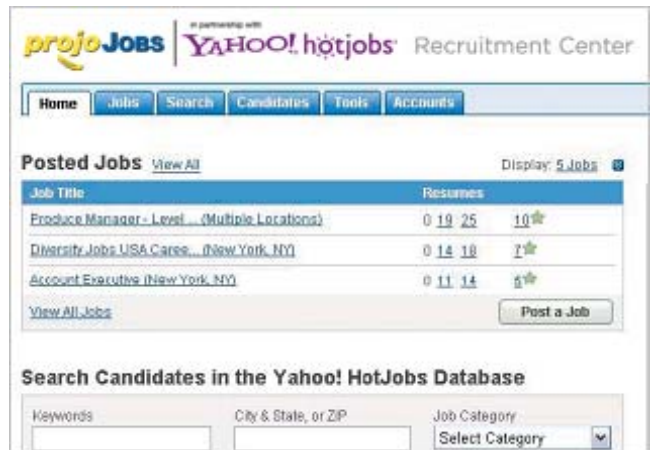 in partnership with
projo JOBS YAHOO! hotjobs Recruitment Center
Home Jobs Search Candidates Tools Accounts
Posted Jobs View All Display: 5 Jobs
Job Title Resumes
Produce Manager - Level ... (Multiple Locations) 0 19 25 10
Diversity Jobs USA Caree... (New York, NY) 0 14 18 7
Account Executive (New York, NY) 0 11 14 6
View All Jobs Post a Job
Search Candidates in the Yahoo! HotJobs Database
Keywords City & State, or ZIP Job Category
Select Category